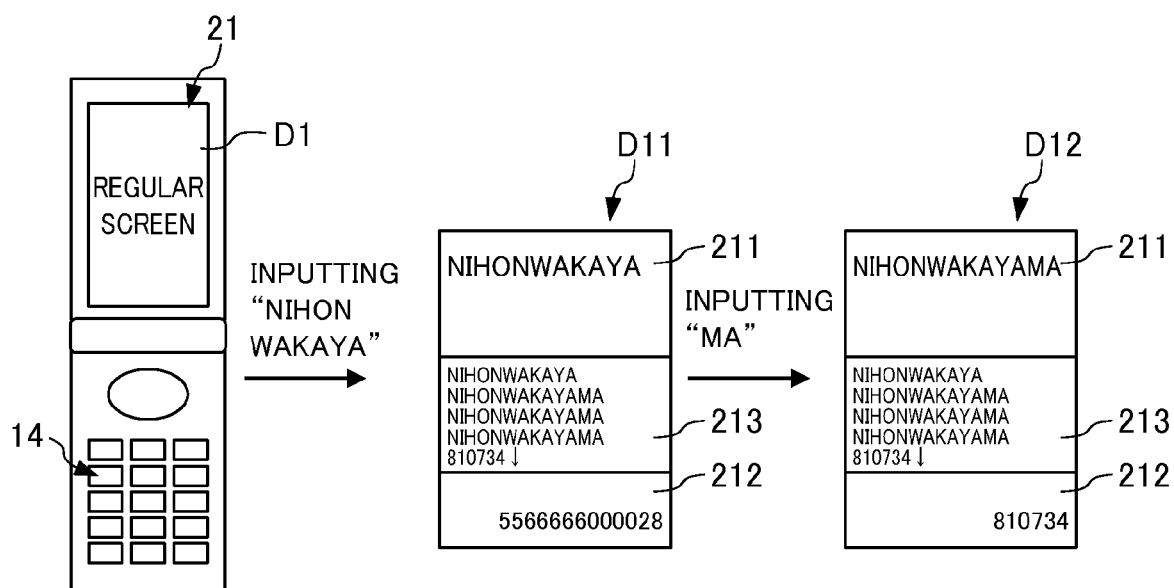 21
D1
REGULAR
SCREEN
14
INPUTTING
“NIHON
WAKAYA”
D11
211
NIHONWAKAYA
NIHONWAKAYA
NIHONWAKAYAMA
NIHONWAKAYAMA
NIHONWAKAYAMA
810734↓
213
212
5566666000028
INPUTTING
“MA”
D12
211
NIHONWAKAYAMA
NIHONWAKAYA
NIHONWAKAYAMA
NIHONWAKAYAMA
NIHONWAKAYAMA
810734↓
213
212
810734